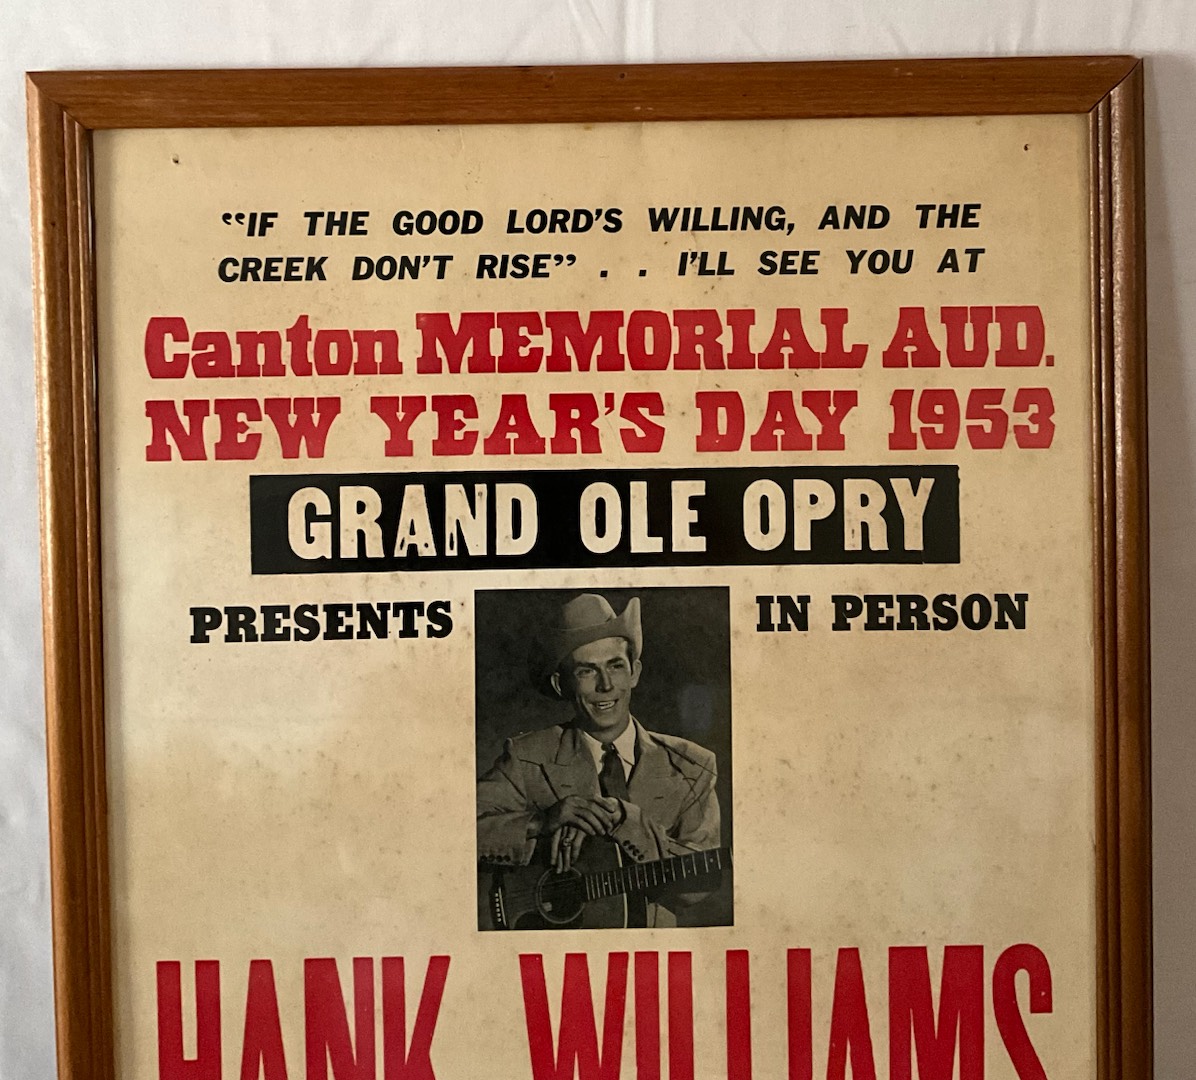 “IF THE GOOD LORD'S WILLING, AND THE
CREEK DON'T RISE” . . I'LL SEE YOU AT
Canton MEMORIAL AUD.
NEW YEAR'S DAY 1953
GRAND OLE OPRY
PRESENTS IN PERSON
HANK WILLIAMS